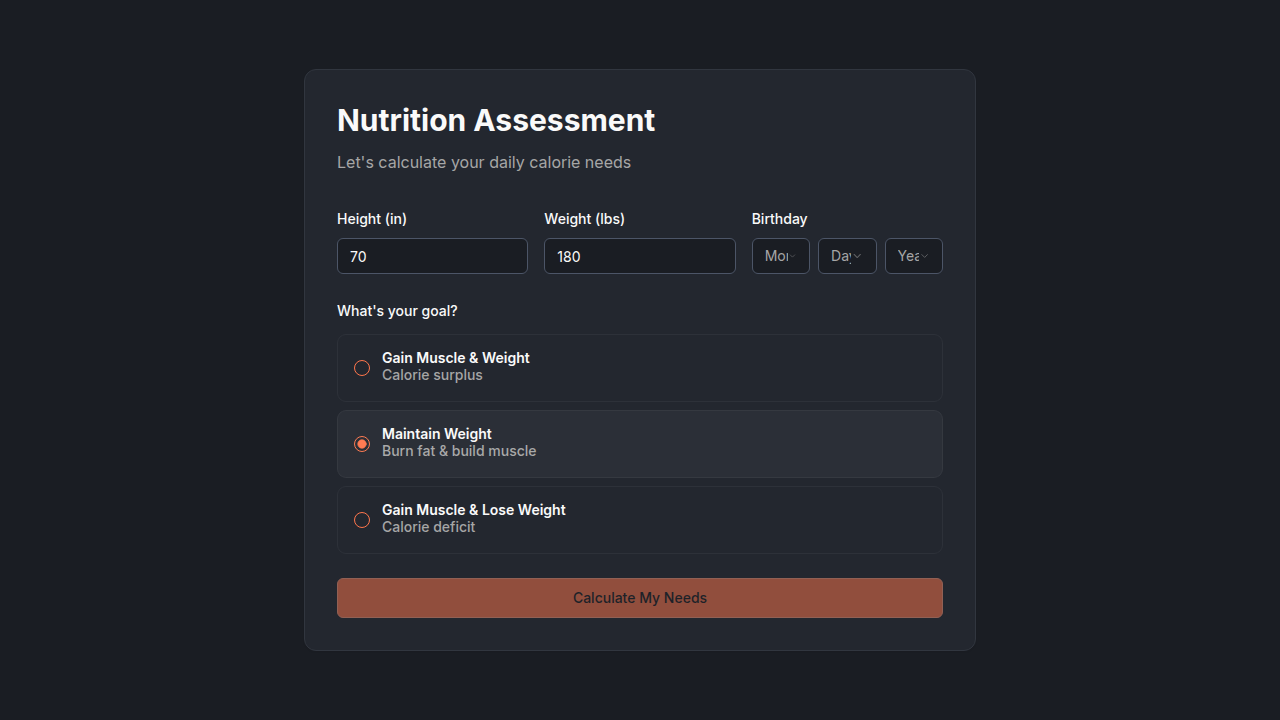 Nutrition Assessment
Let's calculate your daily calorie needs
Height (in) Weight (lbs) Birthday
70 180 Mo Day Yea
What's your goal?
Gain Muscle & Weight
Calorie surplus
Maintain Weight
Burn fat & build muscle
Gain Muscle & Lose Weight
Calorie deficit
Calculate My Needs